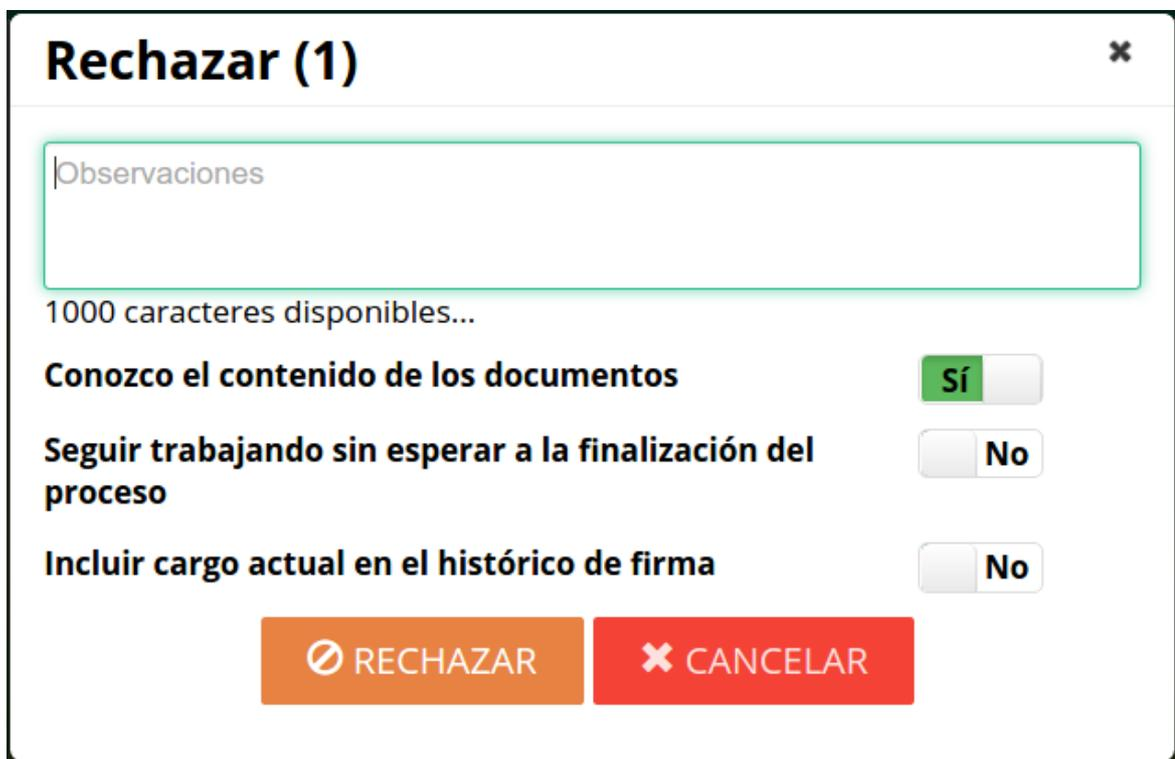 Rechazar (1)
Observaciones
1000 caracteres disponibles...
Conozco el contenido de los documentos
Sí
Seguir trabajando sin esperar a la finalización del
proceso
No
Incluir cargo actual en el histórico de firma
No
RECHAZAR
CANCELAR